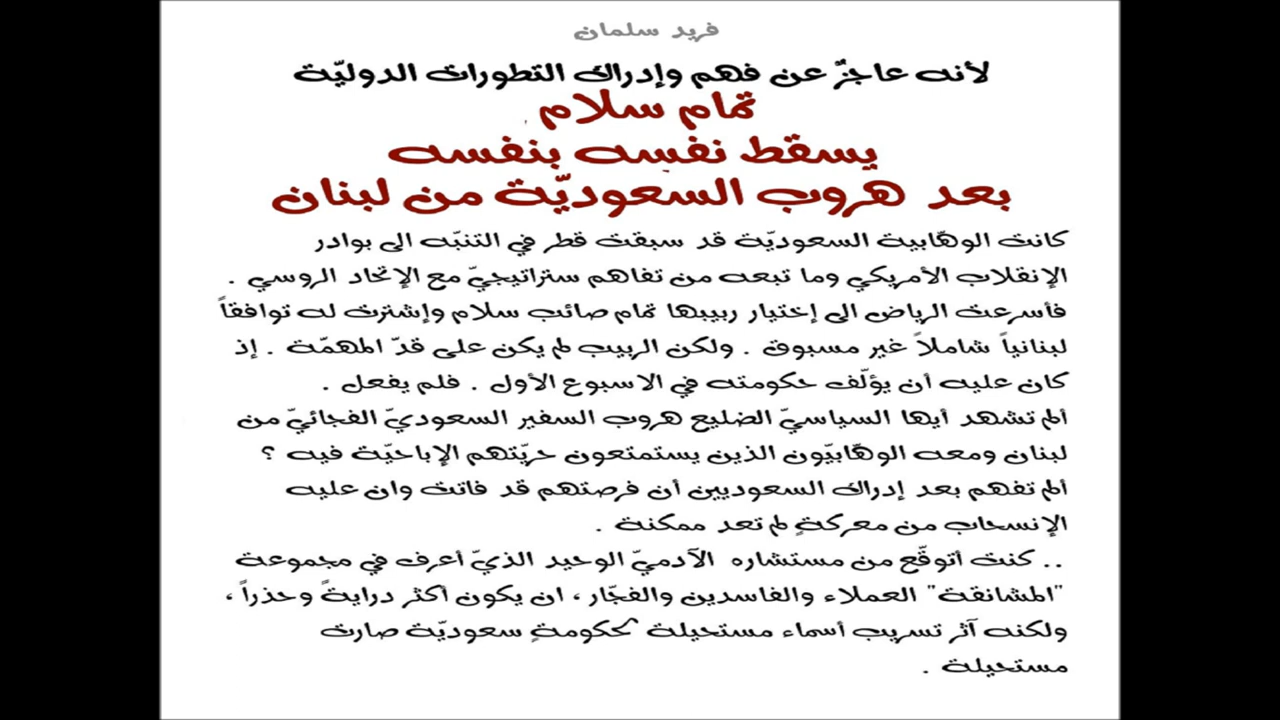 فريد سلمان
لأنه عاجزٌ عن فهم وإدراك التطورات الدوليّة
تمام سلام
يسقط نفسه بنفسه
بعد هروب السعوديّة من لبنان
كانت الوهّابية السعوديّة قد سبقت قطر في التنبّه الى بوادر
الإنقلاب الأمريكي وما تبعه من تفاهم ستراتيجيّ مع الإتحاد الروسي .
فأسرعت الرياض الى إختيار ربيبها تمام صائب سلام وإشترت له توافقاً
لبنانياً شاملاً غير مسبوق . ولكن الربيب لم يكن على قدّ المهمّة . إذ
كان عليه أن يؤلّف حكومته في الاسبوع الأول . فلم يفعل .
ألم تشهد أيها السياسيّ الضليع هروب السفير السعوديّ الفجائيّ من
لبنان ومعه الوهّابيّون الذين يستمتعون حريّتهم الإباحيّة فيه ؟
ألم تفهم بعد إدراك السعوديين أن فرصتهم قد فاتت وان عليه
الإنسحاب من معركةٍ لم تعد ممكنة .
.. كنت أتوقّع من مستشاره الآدميّ الوحيد الذيّ أعرف في مجموعة
"المشانقة" العملاء والفاسدين والفجّار ، ان يكون أكثر درايةً وحذراً ،
ولكنه آثر تسريب أسماء مستحيلة لحكومةٍ سعوديّة صارت
مستحيلة .